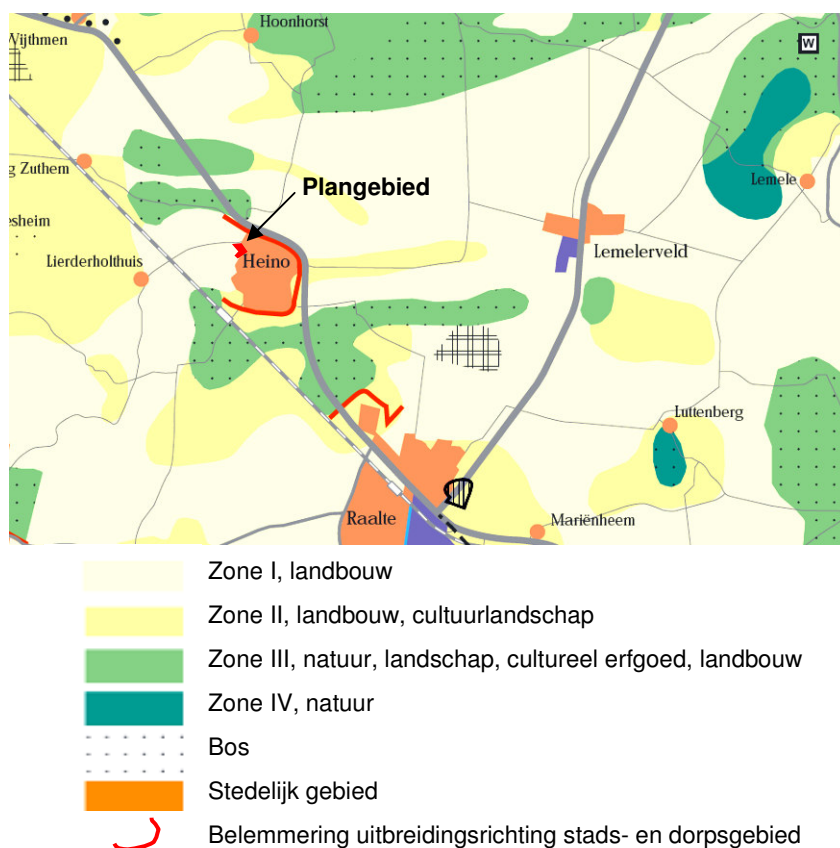 Hoonhorst
Wijthmen
W
g Zuthem
Plangebied
Lemele
esheim
Lierderholthuis
Heino
Lemelerveld
Luttenberg
Raalte
Mariënheem
Zone I, landbouw
Zone II, landbouw, cultuurlandschap
Zone III, natuur, landschap, cultureel erfgoed, landbouw
Zone IV, natuur
Bos
Stedelijk gebied
Belemmering uitbreidingsrichting stads- en dorpsgebied